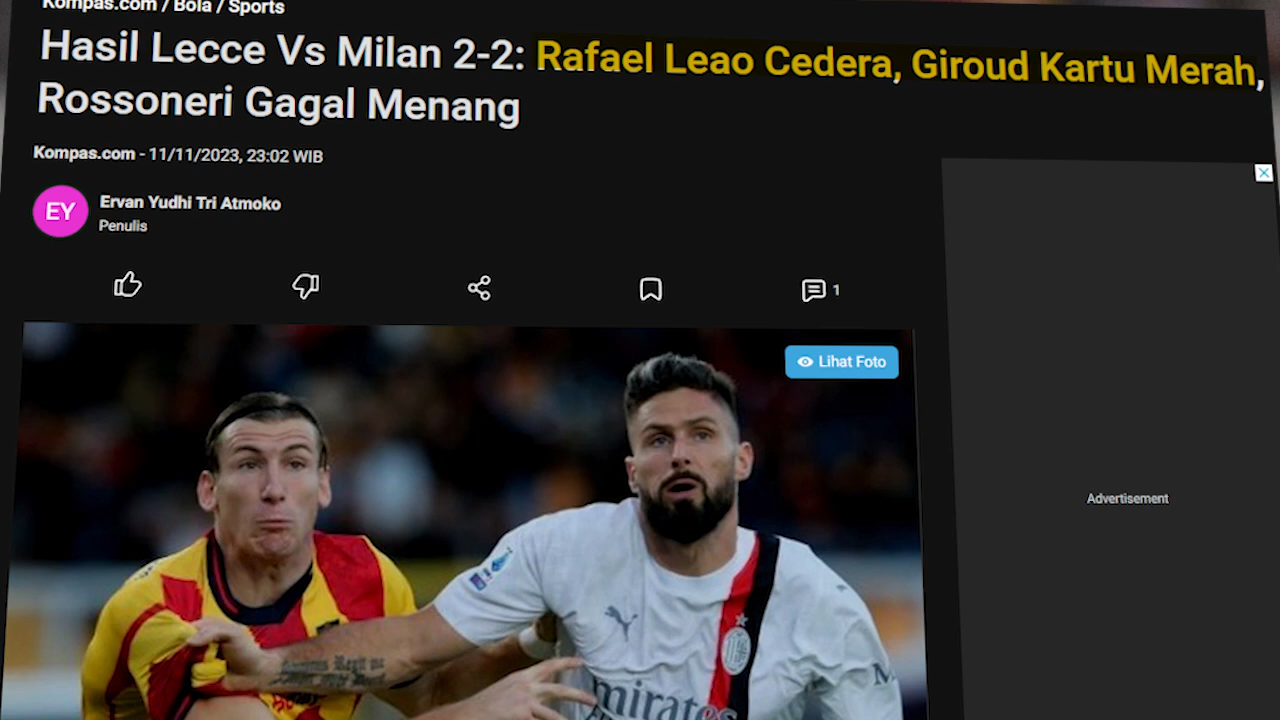 Kompas.com / Bola / Sports
Hasil Lecce Vs Milan 2-2: Rafael Leao Cedera, Giroud Kartu Merah,
Rossoneri Gagal Menang
Kompas.com - 11/11/2023, 23:02 WIB
EY
Ervan Yudhi Tri Atmoko
Penulis
1
Lihat Foto
Advertisement
mirates